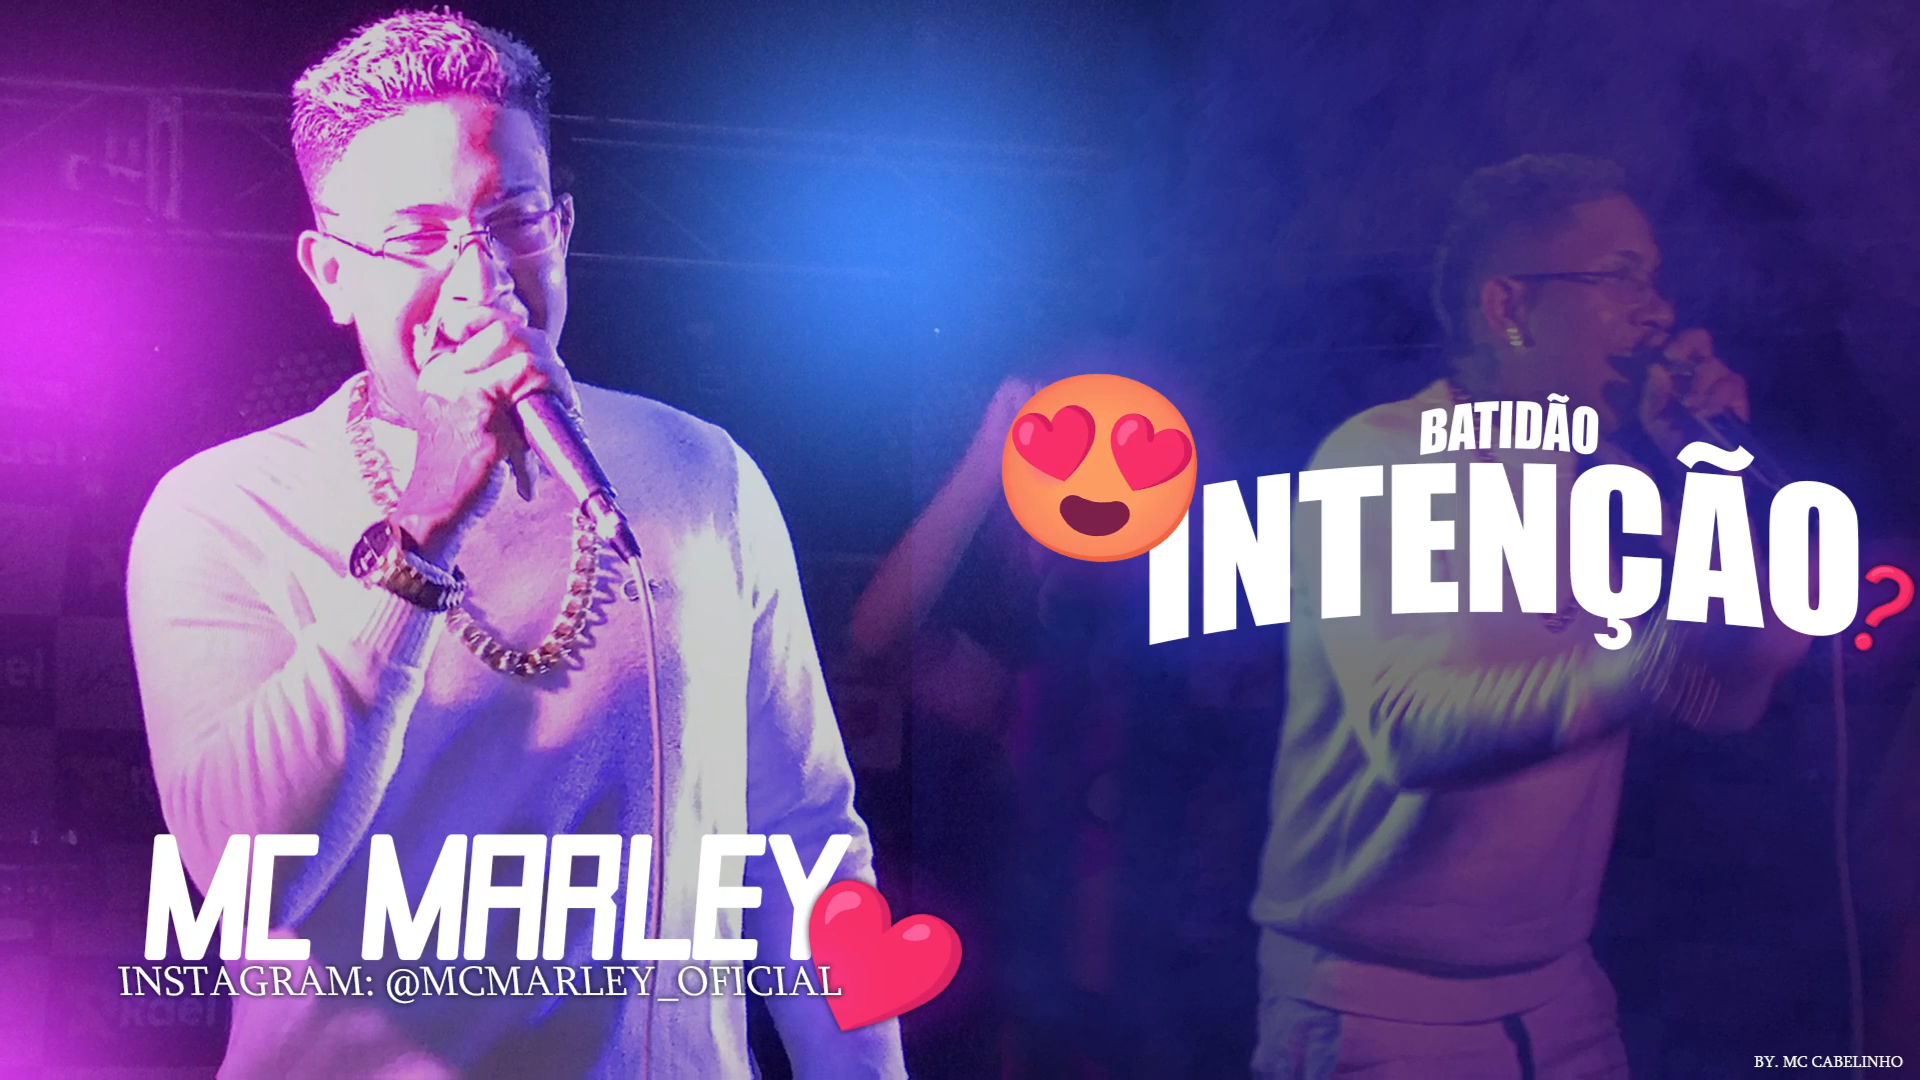 BATIDÃO
INTENÇÃO?
MC MARLEY
INSTAGRAM: @MCMARLEY_OFICIAL
BY. MC CABELINHO